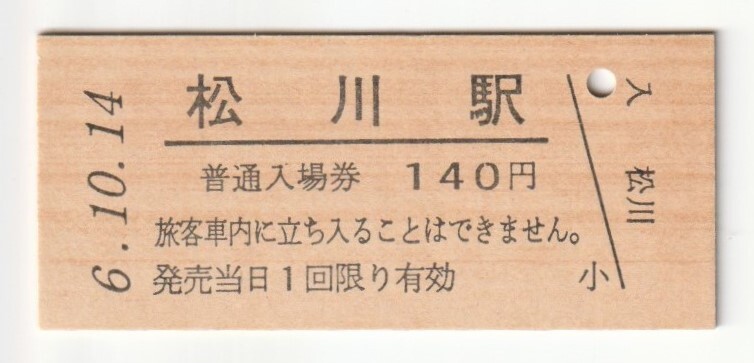 6.10.14
松川駅
普通入場券 140円
旅客車内に立ち入ることはできません。
発売当日1回限り有効
小
入 松川